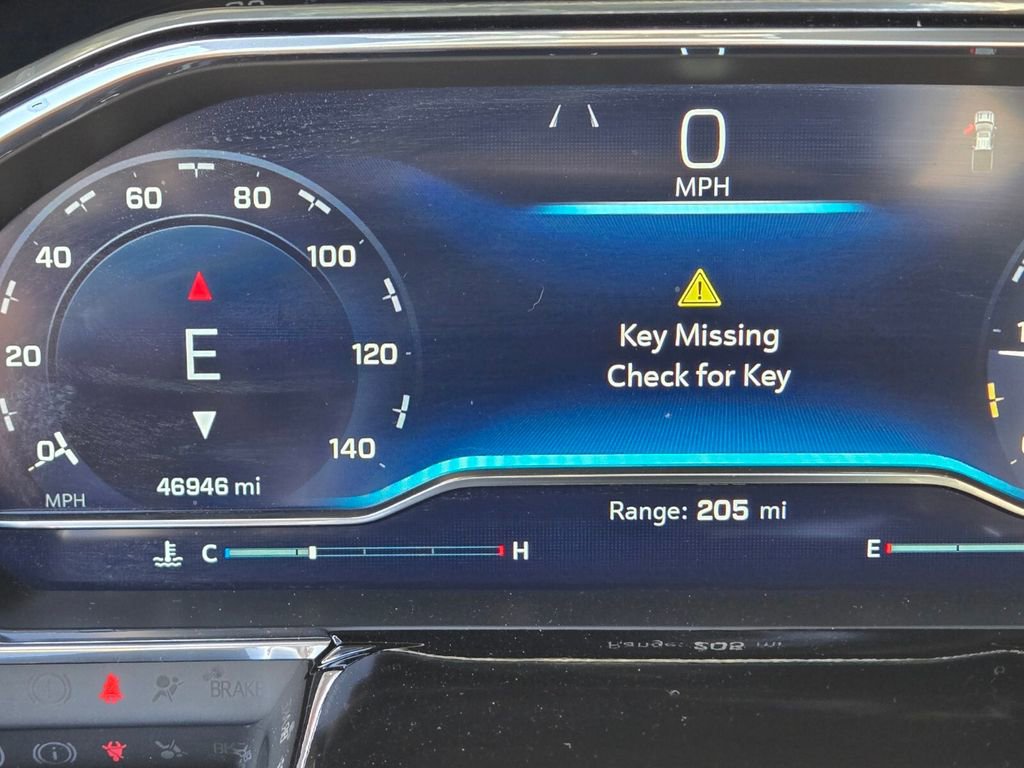 0
MPH
60
80
40
100
E
Key Missing
20
120
Check for Key
0
140
46946 mi
MPH
Range: 205 mi
C
H
E
BRAKE